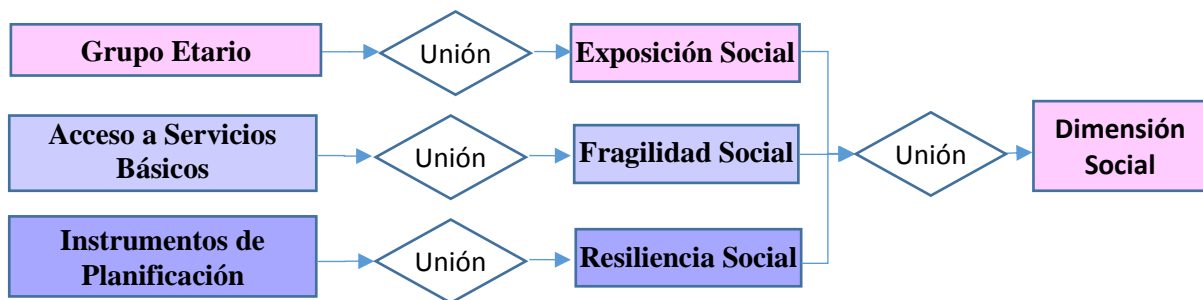 Grupo Etario
Unión
Exposición Social
Acceso a Servicios
Básicos
Unión
Fragilidad Social
Instrumentos de
Planificación
Unión
Resiliencia Social
Unión
Dimensión
Social